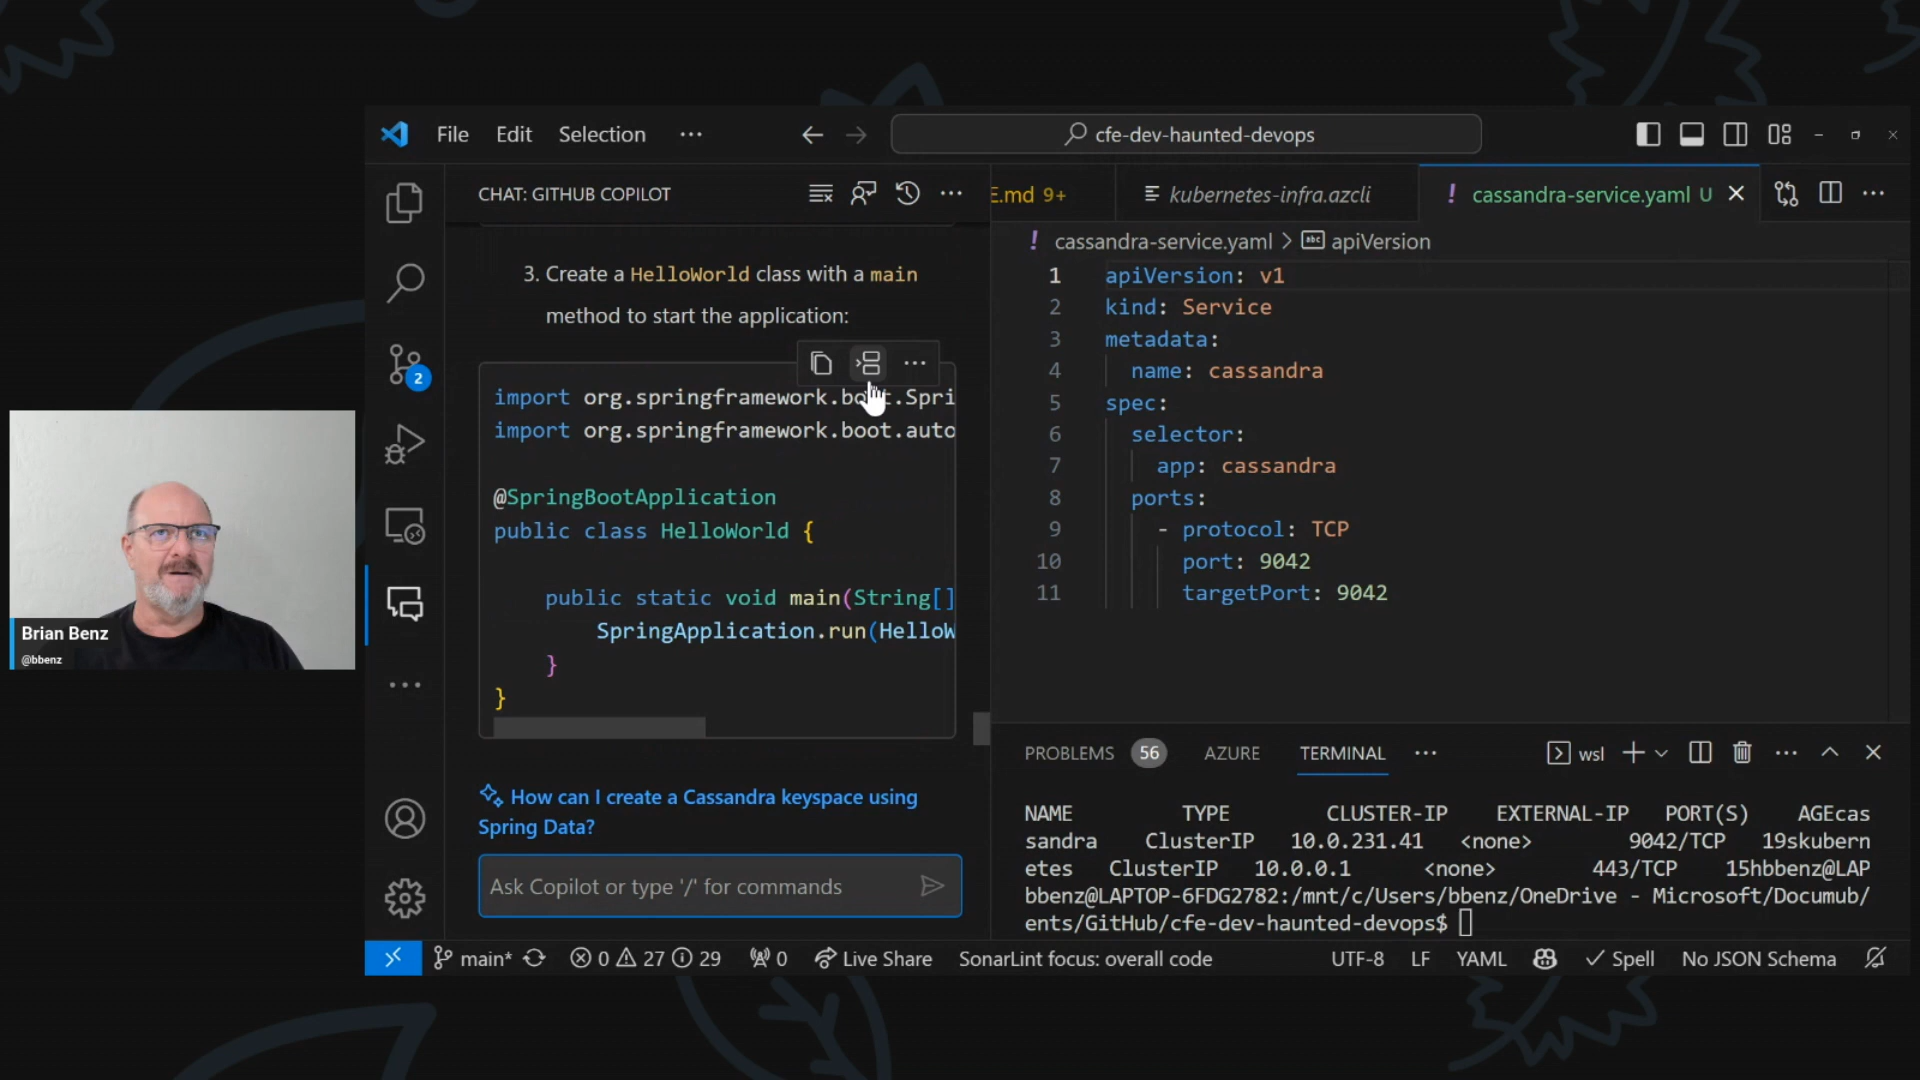 File Edit Selection ···
cfe-dev-haunted-devops
CHAT: GITHUB COPILOT
3. Create a HelloWorld class with a main
method to start the application:
import org.springframework.boot.Spri
import org.springframework.boot.auto
@SpringBootApplication
public class HelloWorld {
public static void main(String[]
SpringApplication.run(HelloW
}
}
How can I create a Cassandra keyspace using
Spring Data?
Ask Copilot or type '/' for commands
2
Brian Benz
@bbenz
E.md 9+
kubernetes-infra.azcli
! cassandra-service.yaml U
! cassandra-service.yaml > abc apiVersion
1 apiVersion: v1
2 kind: Service
3 metadata:
4 name: cassandra
5 spec:
6 selector:
7 app: cassandra
8 ports:
9 - protocol: TCP
10 port: 9042
11 targetPort: 9042
PROBLEMS 56 AZURE TERMINAL ··· wsl
NAME TYPE CLUSTER-IP EXTERNAL-IP PORT(S) AGEcas
sandra ClusterIP 10.0.231.41 <none> 9042/TCP 19skubern
etes ClusterIP 10.0.0.1 <none> 443/TCP 15hbbenz@LAP
bbenz@LAPTOP-6FDG2782:/mnt/c/Users/bbenz/OneDrive - Microsoft/Documub/
ents/GitHub/cfe-dev-haunted-devops$
main* 0 27 29 0 Live Share SonarLint focus: overall code UTF-8 LF YAML Spell No JSON Schema